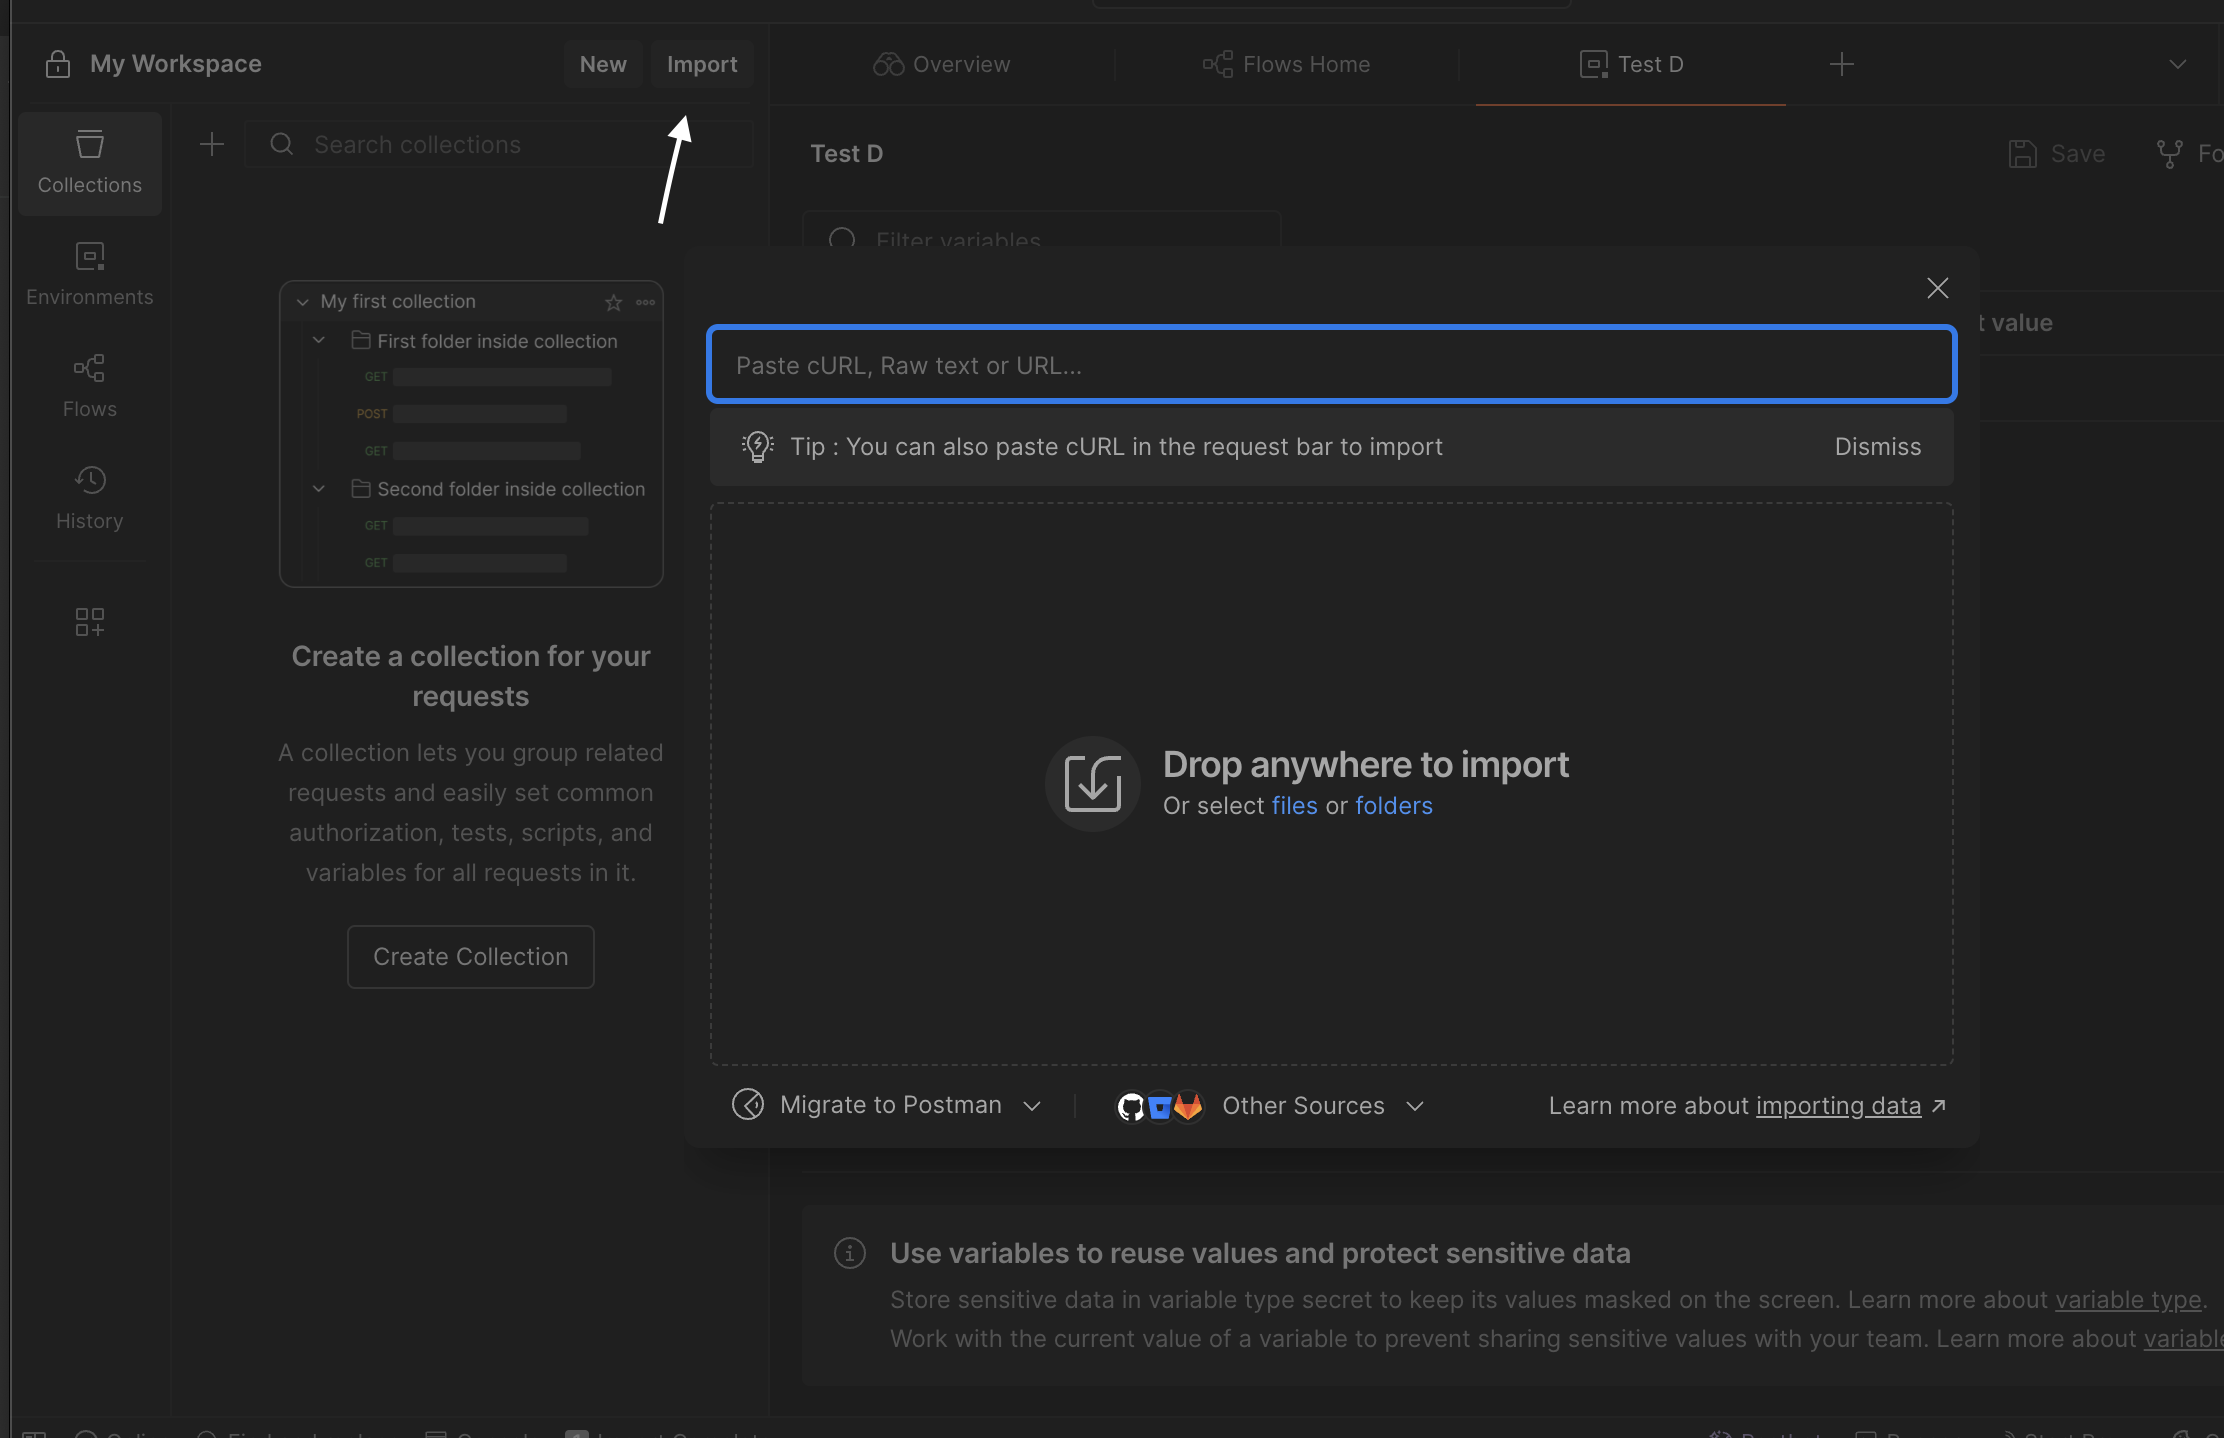 My Workspace
New
Import
Overview
Flows Home
Test D
Collections
Search collections
Test D
Save
Environments
Filter variables
My first collection
value
First folder inside collection
GET
Paste cURL, Raw text or URL...
Flows
POST
GET
Tip : You can also paste cURL in the request bar to import
Dismiss
Second folder inside collection
History
GET
GET
Create a collection for your
requests
A collection lets you group related
requests and easily set common
authorization, tests, scripts, and
variables for all requests in it.
Create Collection
Drop anywhere to import
Or select files or folders
Migrate to Postman
Other Sources
Learn more about importing data
Use variables to reuse values and protect sensitive data
Store sensitive data in variable type secret to keep its values masked on the screen. Learn more about variable type.
Work with the current value of a variable to prevent sharing sensitive values with your team. Learn more about